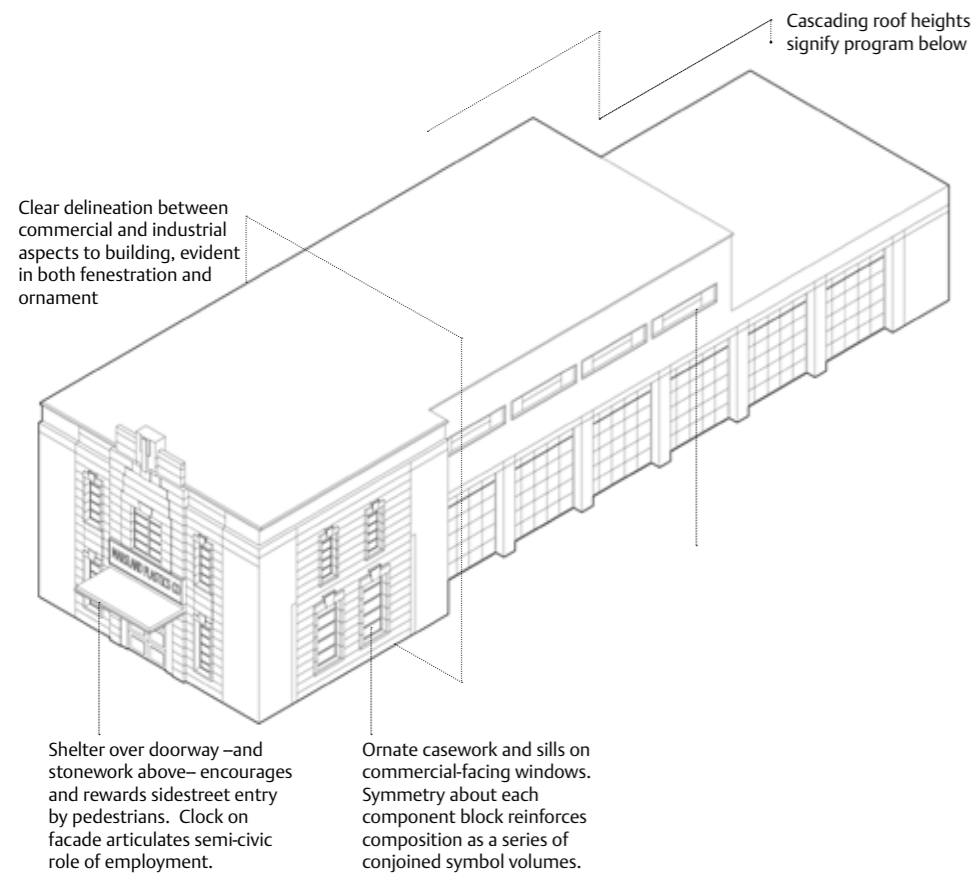 Cascading roof heights
signify program below
Clear delineation between
commercial and industrial
aspects to building, evident
in both fenestration and
ornament
PLASTICS CO
Shelter over doorway –and
stonework above– encourages
and rewards sidestreet entry
by pedestrians.  Clock on
facade articulates semi-civic
role of employment.
Ornate casework and sills on
commercial-facing windows.
Symmetry about each
component block reinforces
composition as a series of
conjoined symbol volumes.